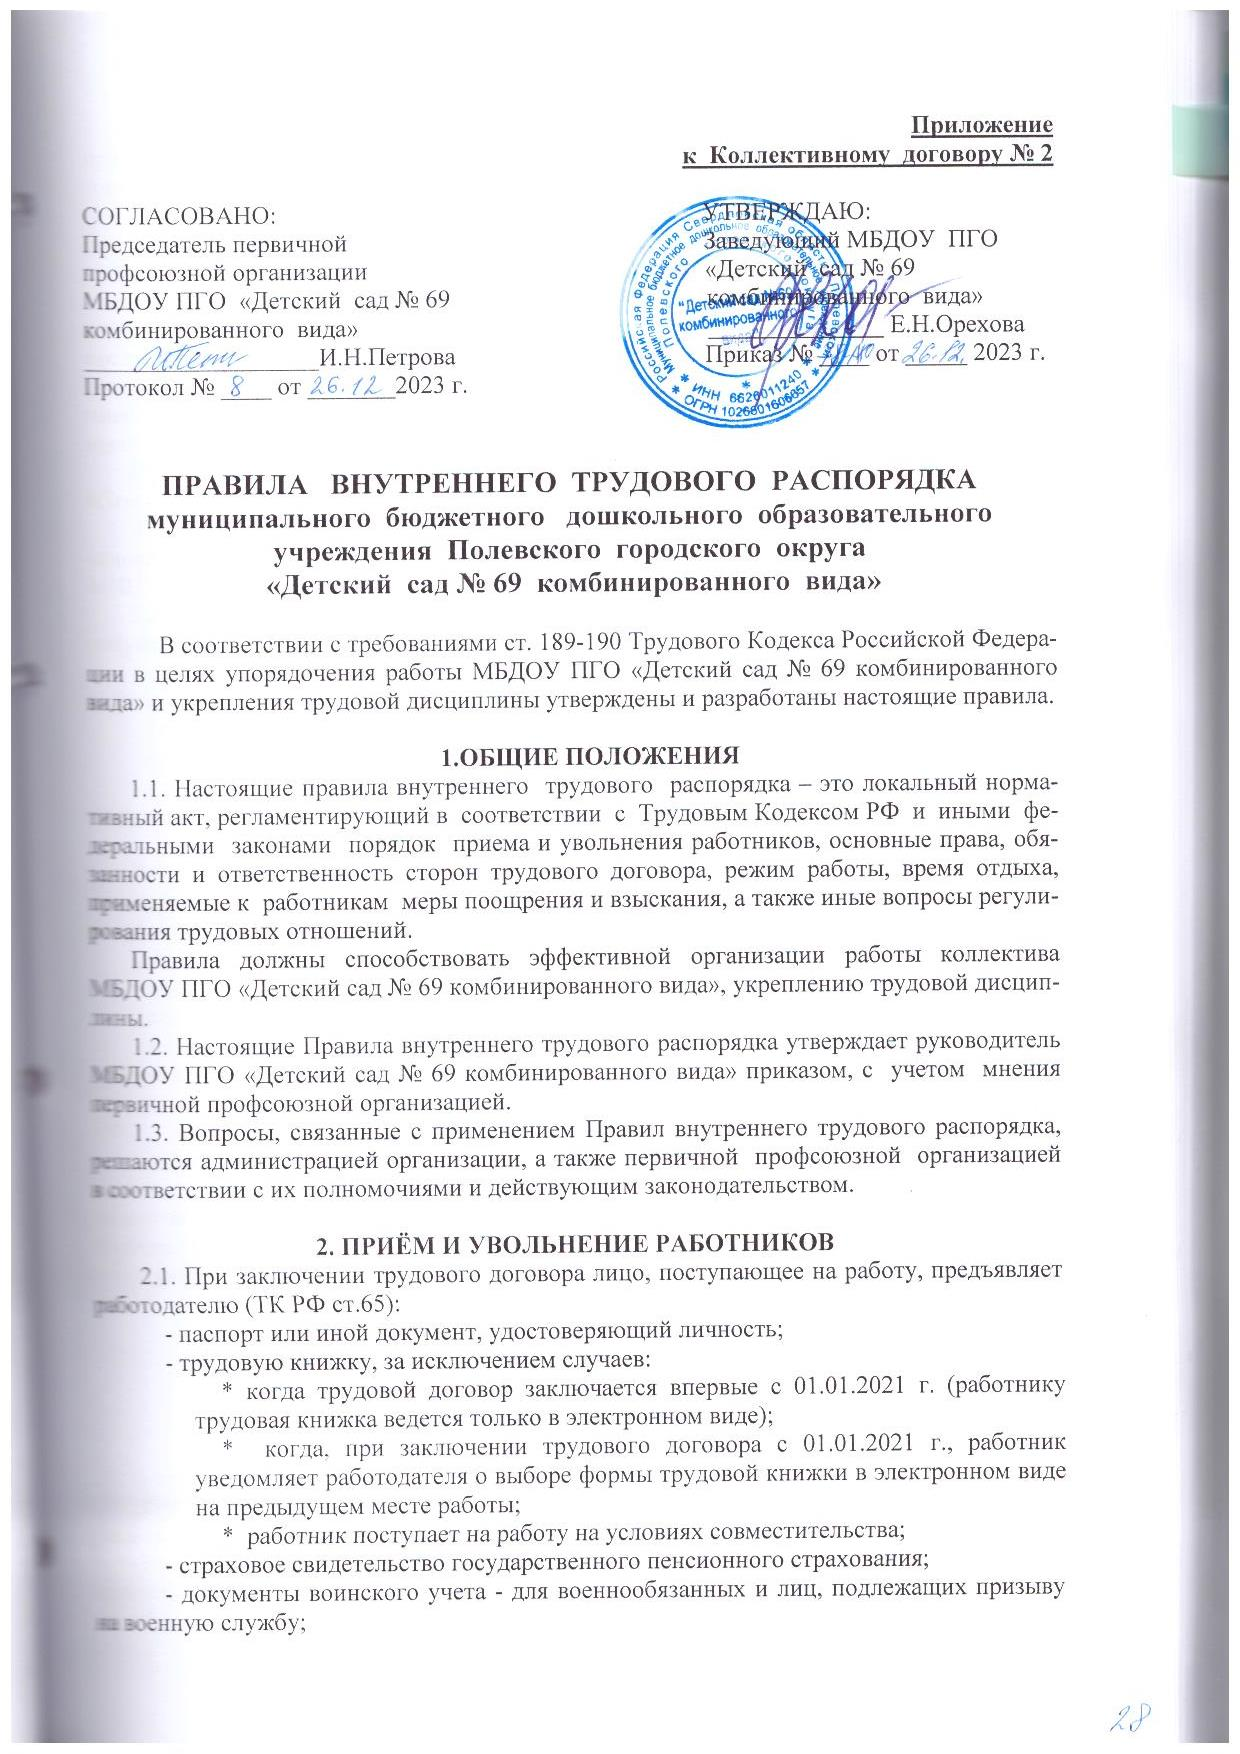 Приложение
к Коллективному договору № 2
СОГЛАСОВАНО:
Председатель первичной
профсоюзной организации
МБДОУ ПГО «Детский сад № 69
комбинированного вида»
___________________И.Н.Петрова
Протокол № 8 от 26.12 2023 г.
УТВЕРЖДАЮ:
Заведующий МБДОУ ПГО
«Детский сад № 69
комбинированного вида»
______________ Е.Н.Орехова
Приказ № от 26.12. 2023 г.
"Детский сад № 69
комбинированного
вида"
* ИНН 6626011240 *
* ОГРН 1026601606057 *
ПРАВИЛА ВНУТРЕННЕГО ТРУДОВОГО РАСПОРЯДКА
муниципального бюджетного дошкольного образовательного
учреждения Полевского городского округа
«Детский сад № 69 комбинированного вида»
В соответствии с требованиями ст. 189-190 Трудового Кодекса Российской Федера-
ции в целях упорядочения работы МБДОУ ПГО «Детский сад № 69 комбинированного
вида» и укрепления трудовой дисциплины утверждены и разработаны настоящие правила.
1.ОБЩИЕ ПОЛОЖЕНИЯ
1.1. Настоящие правила внутреннего трудового распорядка – это локальный норма-
тивный акт, регламентирующий в соответствии с Трудовым Кодексом РФ и иными фе-
деральными законами порядок приема и увольнения работников, основные права, обя-
занности и ответственность сторон трудового договора, режим работы, время отдыха,
применяемые к работникам меры поощрения и взыскания, а также иные вопросы регули-
рования трудовых отношений.
Правила должны способствовать эффективной организации работы коллектива
МБДОУ ПГО «Детский сад № 69 комбинированного вида», укреплению трудовой дисцип-
лины.
1.2. Настоящие Правила внутреннего трудового распорядка утверждает руководитель
МБДОУ ПГО «Детский сад № 69 комбинированного вида» приказом, с учетом мнения
первичной профсоюзной организацией.
1.3. Вопросы, связанные с применением Правил внутреннего трудового распорядка,
решаются администрацией организации, а также первичной профсоюзной организацией
в соответствии с их полномочиями и действующим законодательством.
2. ПРИЁМ И УВОЛЬНЕНИЕ РАБОТНИКОВ
2.1. При заключении трудового договора лицо, поступающее на работу, предъявляет
работодателю (ТК РФ ст.65):
- паспорт или иной документ, удостоверяющий личность;
- трудовую книжку, за исключением случаев:
* когда трудовой договор заключается впервые с 01.01.2021 г. (работнику
трудовая книжка ведется только в электронном виде);
* когда, при заключении трудового договора с 01.01.2021 г., работник
уведомляет работодателя о выборе формы трудовой книжки в электронном виде
на предыдущем месте работы;
* работник поступает на работу на условиях совместительства;
- страховое свидетельство государственного пенсионного страхования;
- документы воинского учета - для военнообязанных и лиц, подлежащих призыву
на военную службу;
28